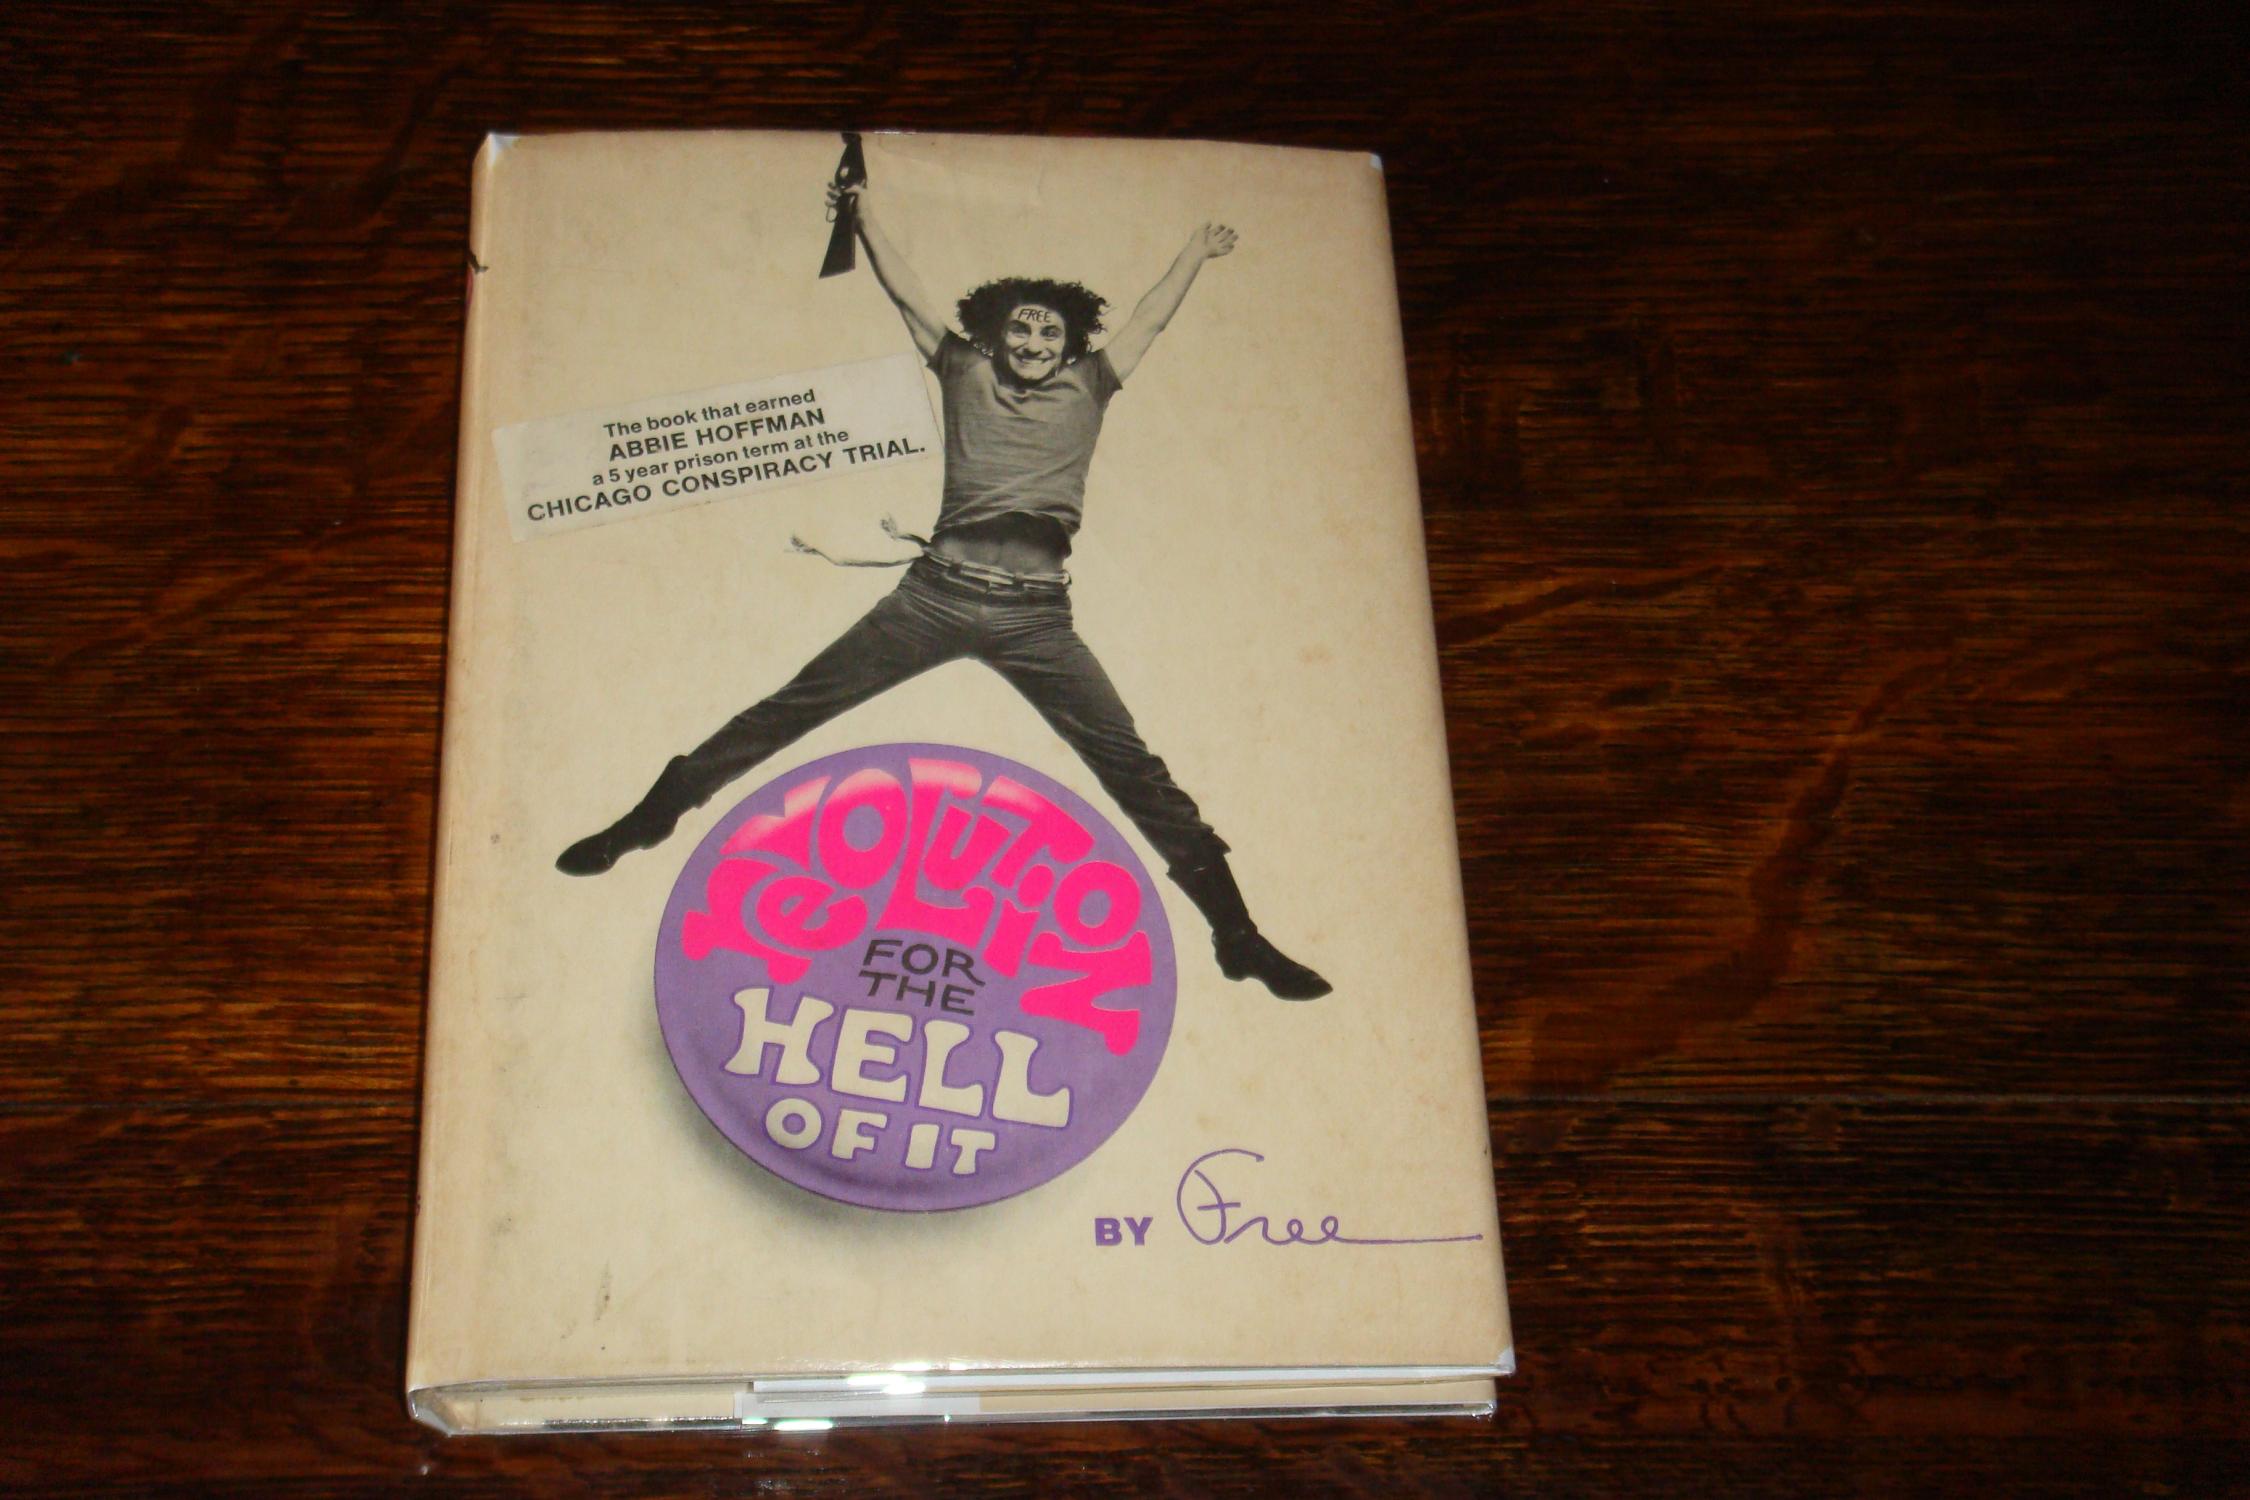 FREE
The book that earned
ABBIE HOFFMAN
a 5 year prison term at the
CHICAGO CONSPIRACY TRIAL.
ReVOLUTiON
FOR
THE
HELL
OF IT
BY Free